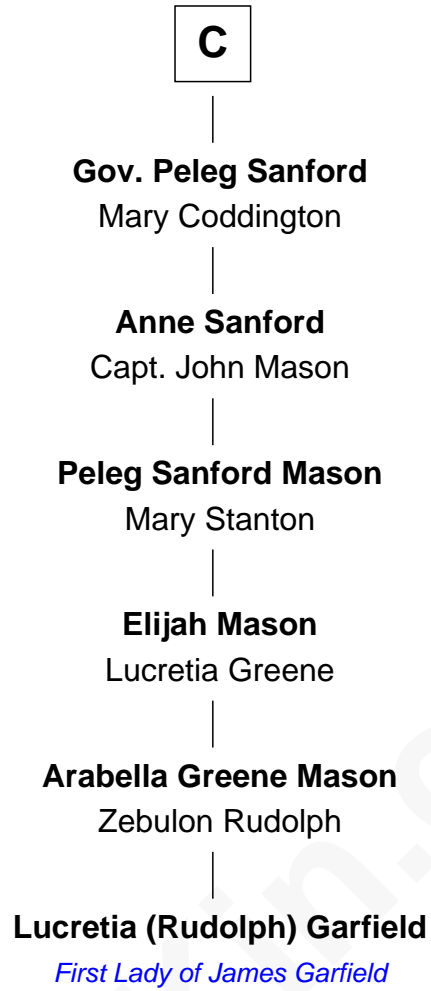 C
Gov. Peleg Sanford
Mary Coddington
Anne Sanford
Capt. John Mason
Peleg Sanford Mason
Mary Stanton
Elijah Mason
Lucretia Greene
Arabella Greene Mason
Zebulon Rudolph
Lucretia (Rudolph) Garfield
First Lady of James Garfield